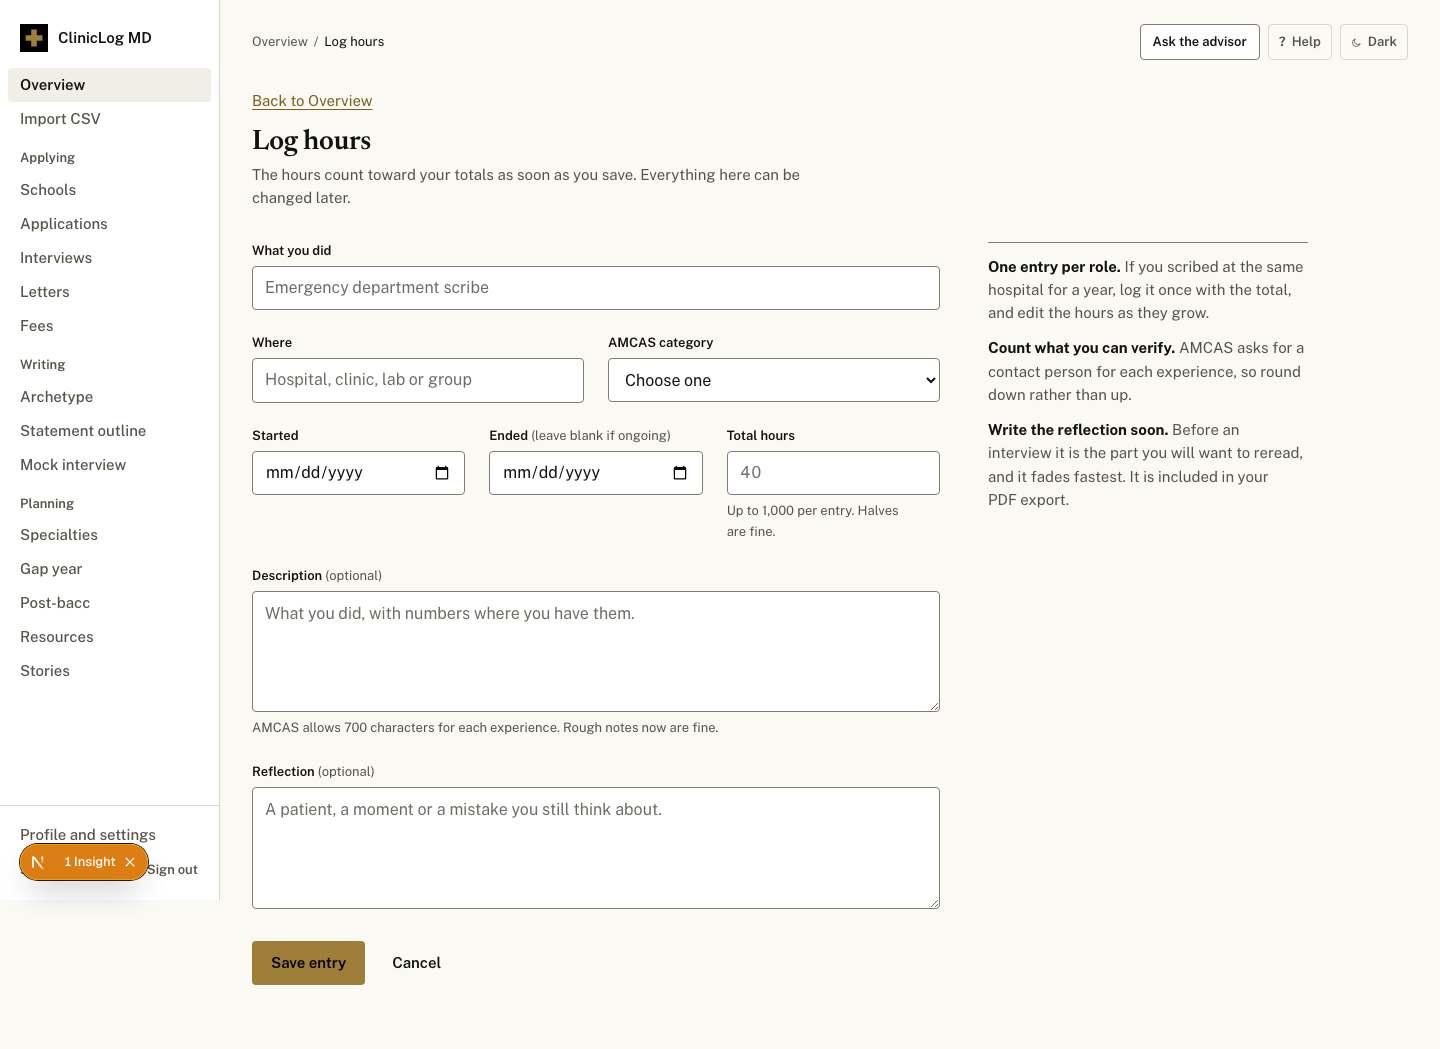 ClinicLog MD
Overview
Import CSV
Applying
Schools
Applications
Interviews
Letters
Fees
Writing
Archetype
Statement outline
Mock interview
Planning
Specialties
Gap year
Post-bacc
Resources
Stories
Profile and settings
1 Insight
Sign out
Overview / Log hours
Ask the advisor
? Help
Dark
Back to Overview
Log hours
The hours count toward your totals as soon as you save. Everything here can be
changed later.
What you did
Emergency department scribe
Where
Hospital, clinic, lab or group
AMCAS category
Choose one
Started
mm/dd/yyyy
Ended (leave blank if ongoing)
mm/dd/yyyy
Total hours
40
Up to 1,000 per entry. Halves
are fine.
Description (optional)
What you did, with numbers where you have them.
AMCAS allows 700 characters for each experience. Rough notes now are fine.
Reflection (optional)
A patient, a moment or a mistake you still think about.
Save entry
Cancel
One entry per role. If you scribed at the same
hospital for a year, log it once with the total,
and edit the hours as they grow.
Count what you can verify. AMCAS asks for a
contact person for each experience, so round
down rather than up.
Write the reflection soon. Before an
interview it is the part you will want to reread,
and it fades fastest. It is included in your
PDF export.